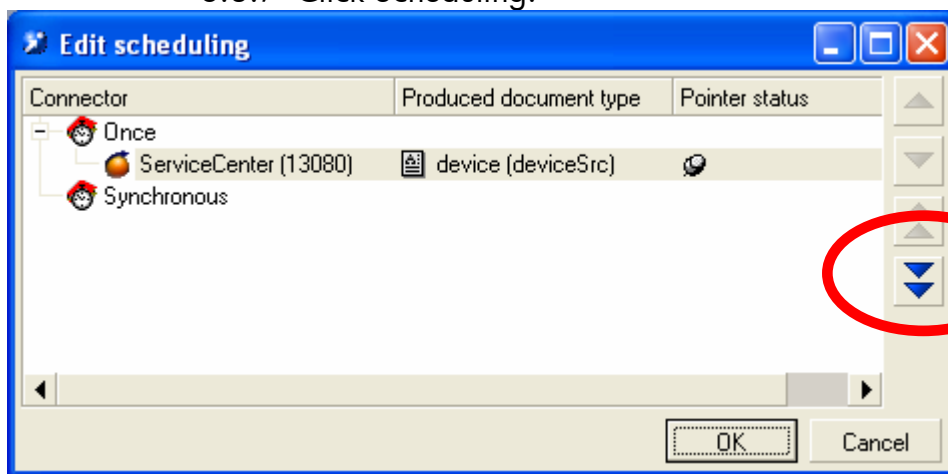 Edit scheduling
Connector Produced document type Pointer status
Once
ServiceCenter (13080) device (deviceSrc)
Synchronous
OK Cancel